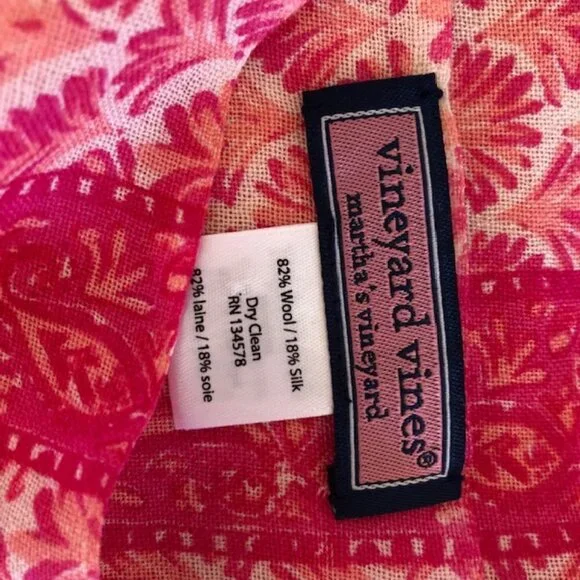 vineyard vines®
martha's vineyard
82% Wool / 18% Silk
Dry Clean
RN 134578
82% laine / 18% soie